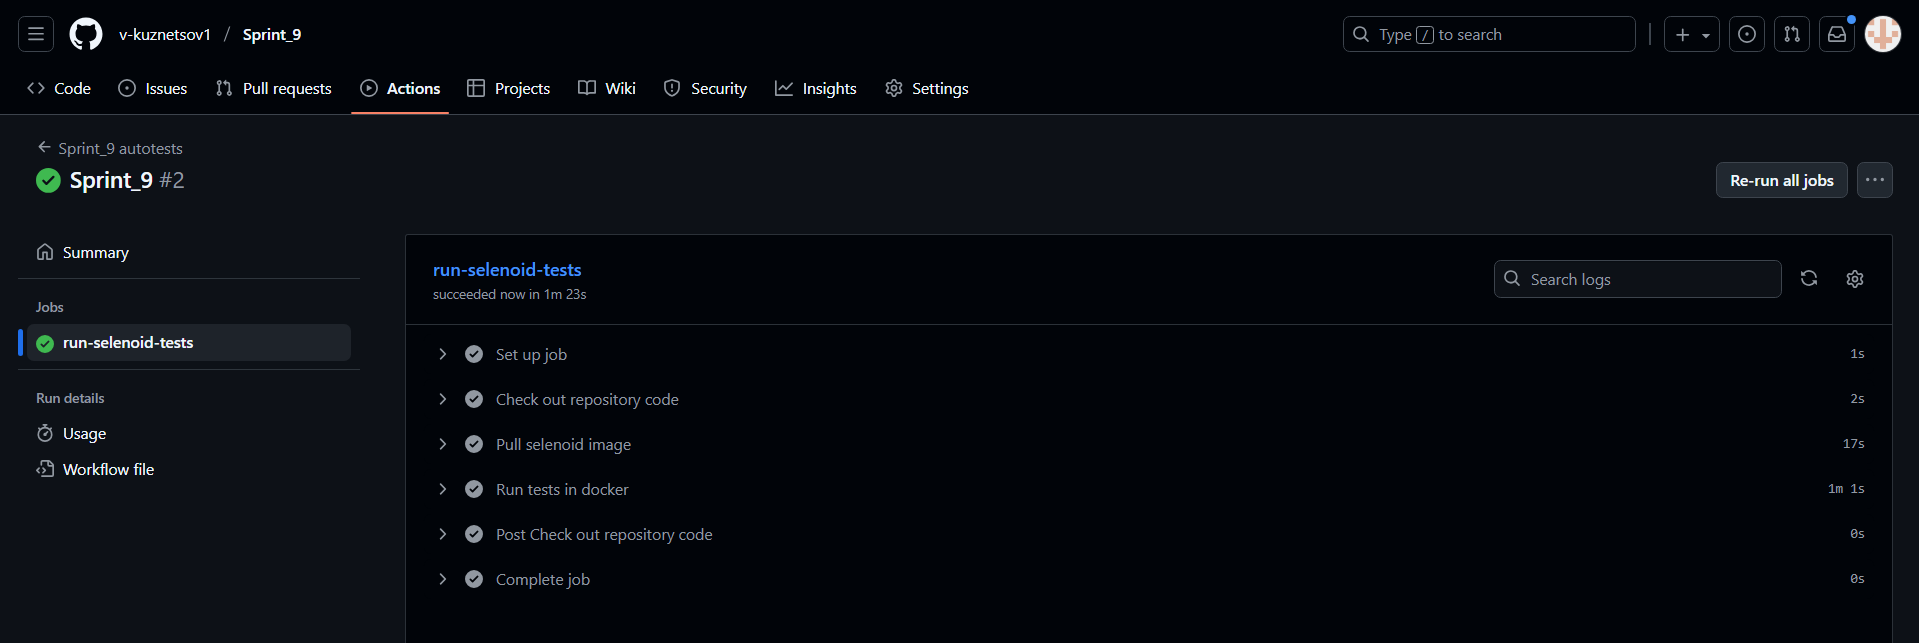 v-kuznetsov1 / Sprint_9
Type / to search
Code Issues Pull requests Actions Projects Wiki Security Insights Settings
Sprint_9 autotests
Sprint_9 #2
Re-run all jobs
Summary
Jobs
run-selenoid-tests
Run details
Usage
Workflow file
run-selenoid-tests
succeeded now in 1m 23s
Search logs
Set up job 1s
Check out repository code 2s
Pull selenoid image 17s
Run tests in docker 1m 1s
Post Check out repository code 0s
Complete job 0s